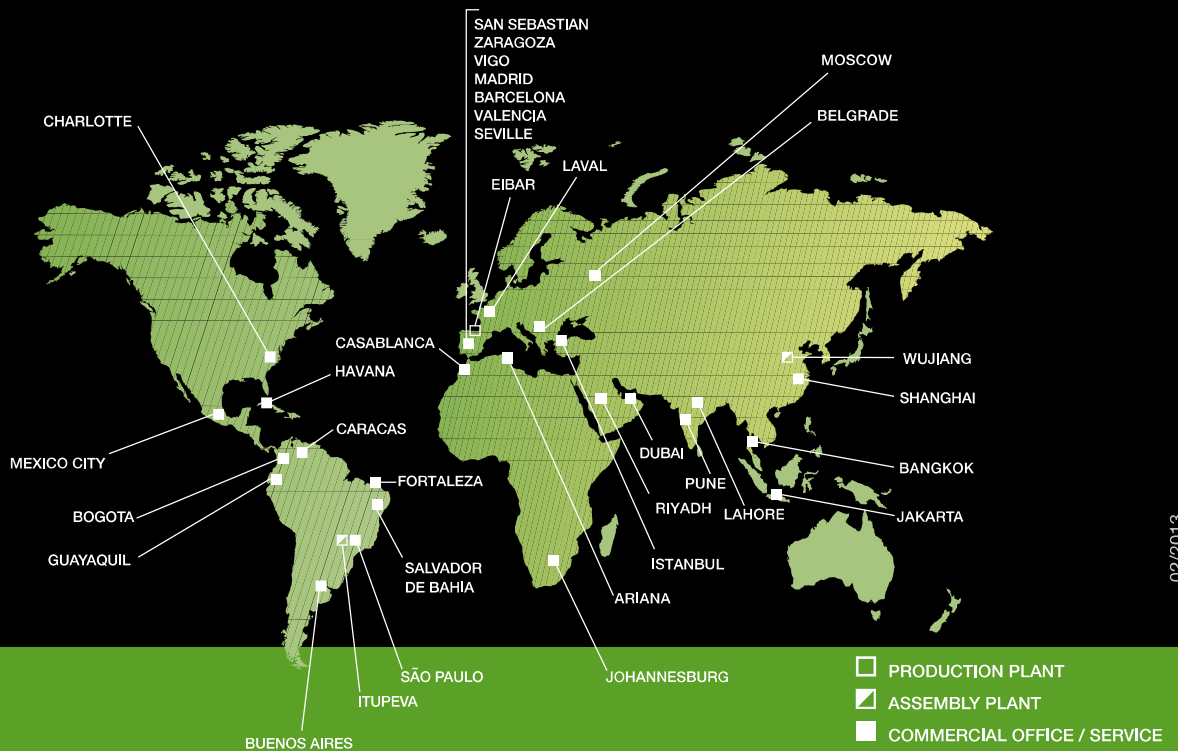 SAN SEBASTIAN
ZARAGOZA
VIGO
MADRID
BARCELONA
VALENCIA
SEVILLE
MOSCOW
BELGRADE
CHARLOTTE
LAVAL
EIBAR
CASABLANCA
HAVANA
WUJIANG
SHANGHAI
CARACAS
MEXICO CITY
DUBAI
BANGKOK
FORTALEZA
PUNE
RIYADH
LAHORE
JAKARTA
BOGOTA
GUAYAQUIL
SALVADOR
DE BAHÍA
ISTANBUL
ARIANA
02/2013
SÃO PAULO
JOHANNESBURG
ITUPEVA
BUENOS AIRES
PRODUCTION PLANT
ASSEMBLY PLANT
COMMERCIAL OFFICE / SERVICE